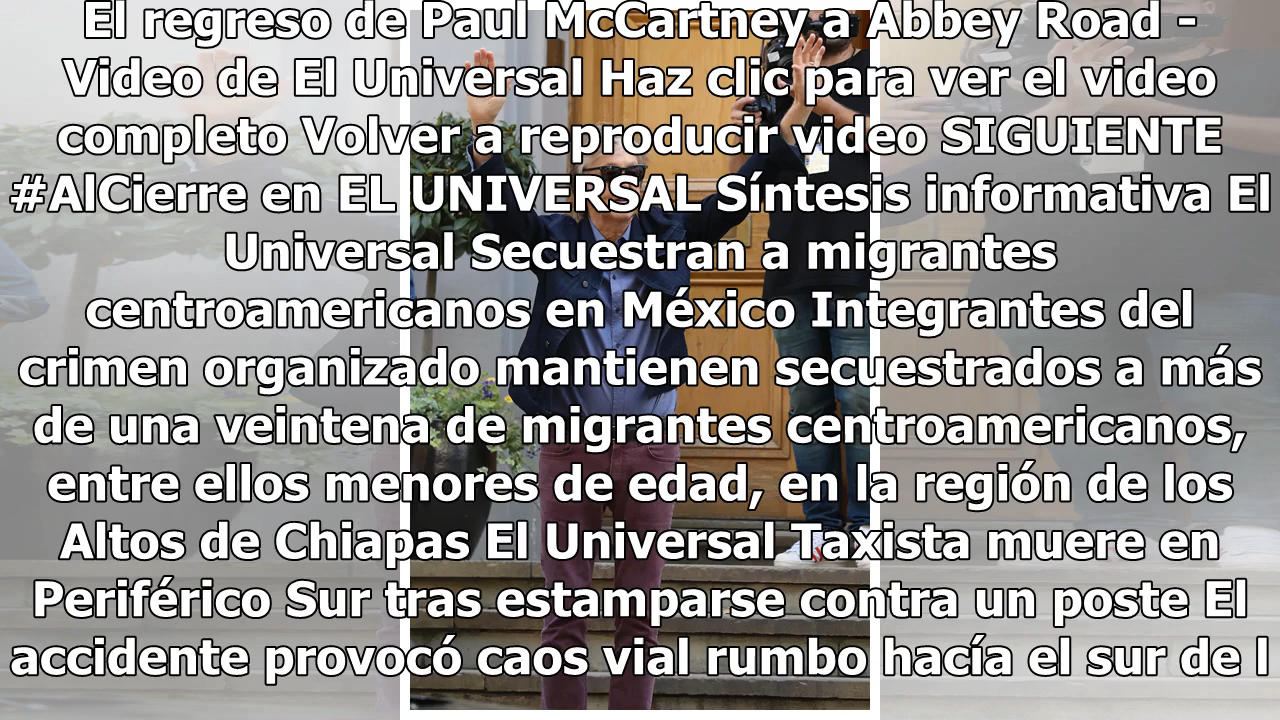 El regreso de Paul McCartney a Abbey Road -
Video de El Universal Haz clic para ver el video
completo Volver a reproducir video SIGUIENTE
#AlCierre en EL UNIVERSAL Síntesis informativa El
Universal Secuestran a migrantes
centroamericanos en México Integrantes del
crimen organizado mantienen secuestrados a más
de una veintena de migrantes centroamericanos,
entre ellos menores de edad, en la región de los
Altos de Chiapas El Universal Taxista muere en
Periférico Sur tras estamparse contra un poste El
accidente provocó caos vial rumbo hacía el sur de l